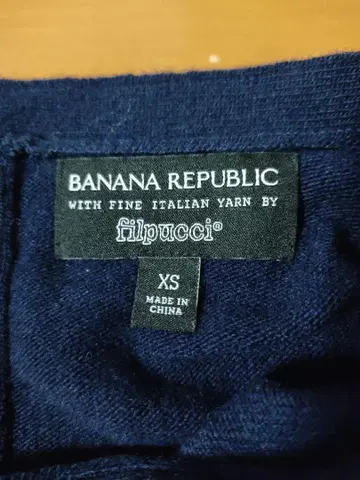 BANANA REPUBLIC
WITH FINE ITALIAN YARN BY
filpucci®
XS
MADE IN
CHINA